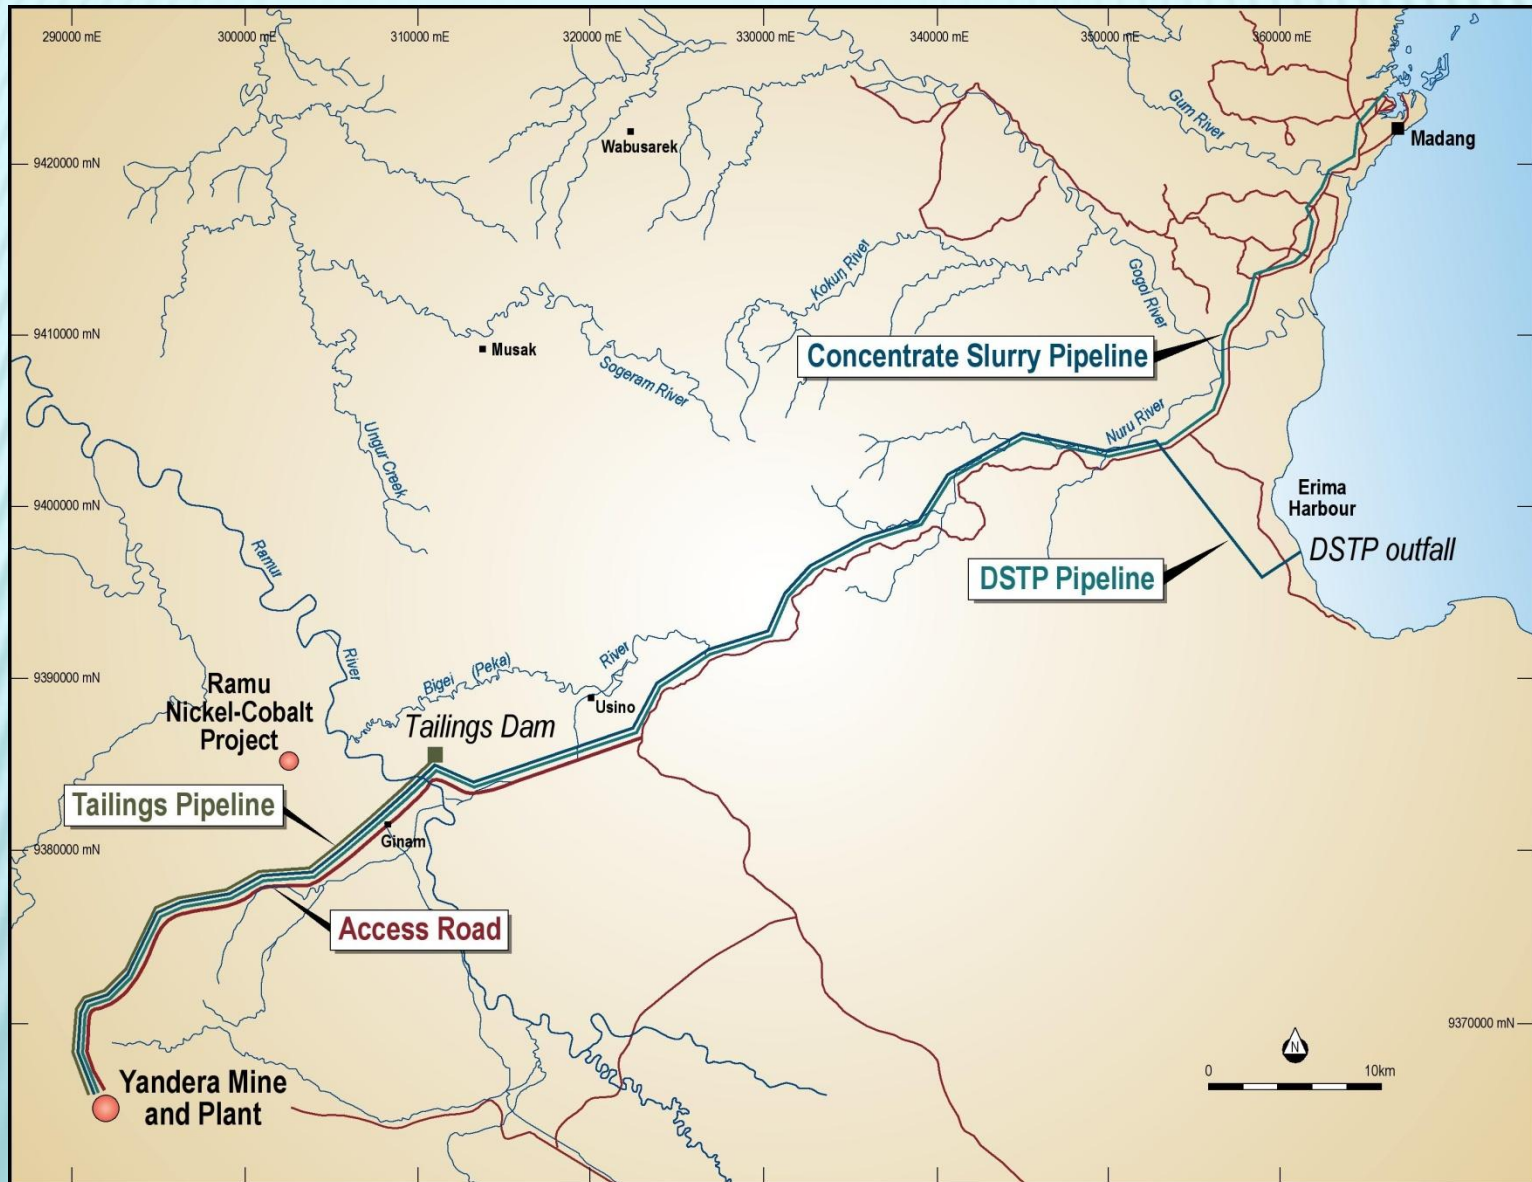 290000 mE
300000 mE
310000 mE
320000 mE
330000 mE
340000 mE
350000 mE
360000 mE
Gum River
Madang
Wabusarek
9420000 mN
Kokun River
Gogol River
9410000 mN
Musak
Sogeram River
Concentrate Slurry Pipeline
Ungur Creek
Nuru River
9400000 mN
Erima
Harbour
DSTP outfall
DSTP Pipeline
Ramur
River
Bigei (Peka)
River
9390000 mN
Usino
Ramu
Nickel-Cobalt
Project
Tailings Dam
Tailings Pipeline
Ginam
9380000 mN
Access Road
9370000 mN
N
0
10km
Yandera Mine
and Plant